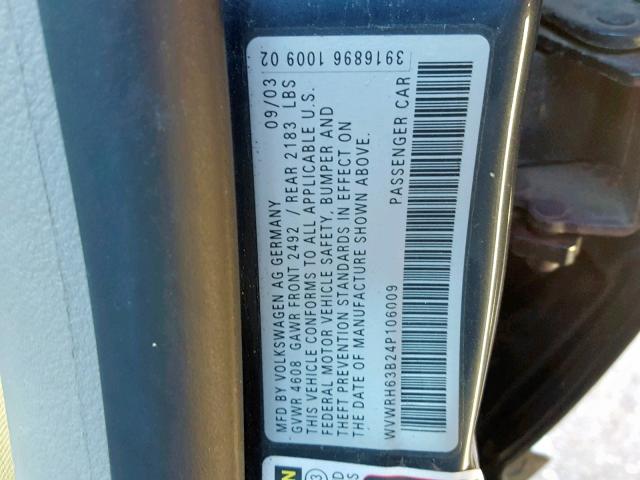 3916896 1009 02
MFD BY VOLKSWAGEN AG GERMANY 09/03
GVWR 4608 GAWR FRONT 2492 / REAR 2183 LBS
THIS VEHICLE CONFORMS TO ALL APPLICABLE U.S.
FEDERAL MOTOR VEHICLE SAFETY, BUMPER AND
THEFT PREVENTION STANDARDS IN EFFECT ON
THE DATE OF MANUFACTURE SHOWN ABOVE.
WVWRH63B24P106009 PASSENGER CAR